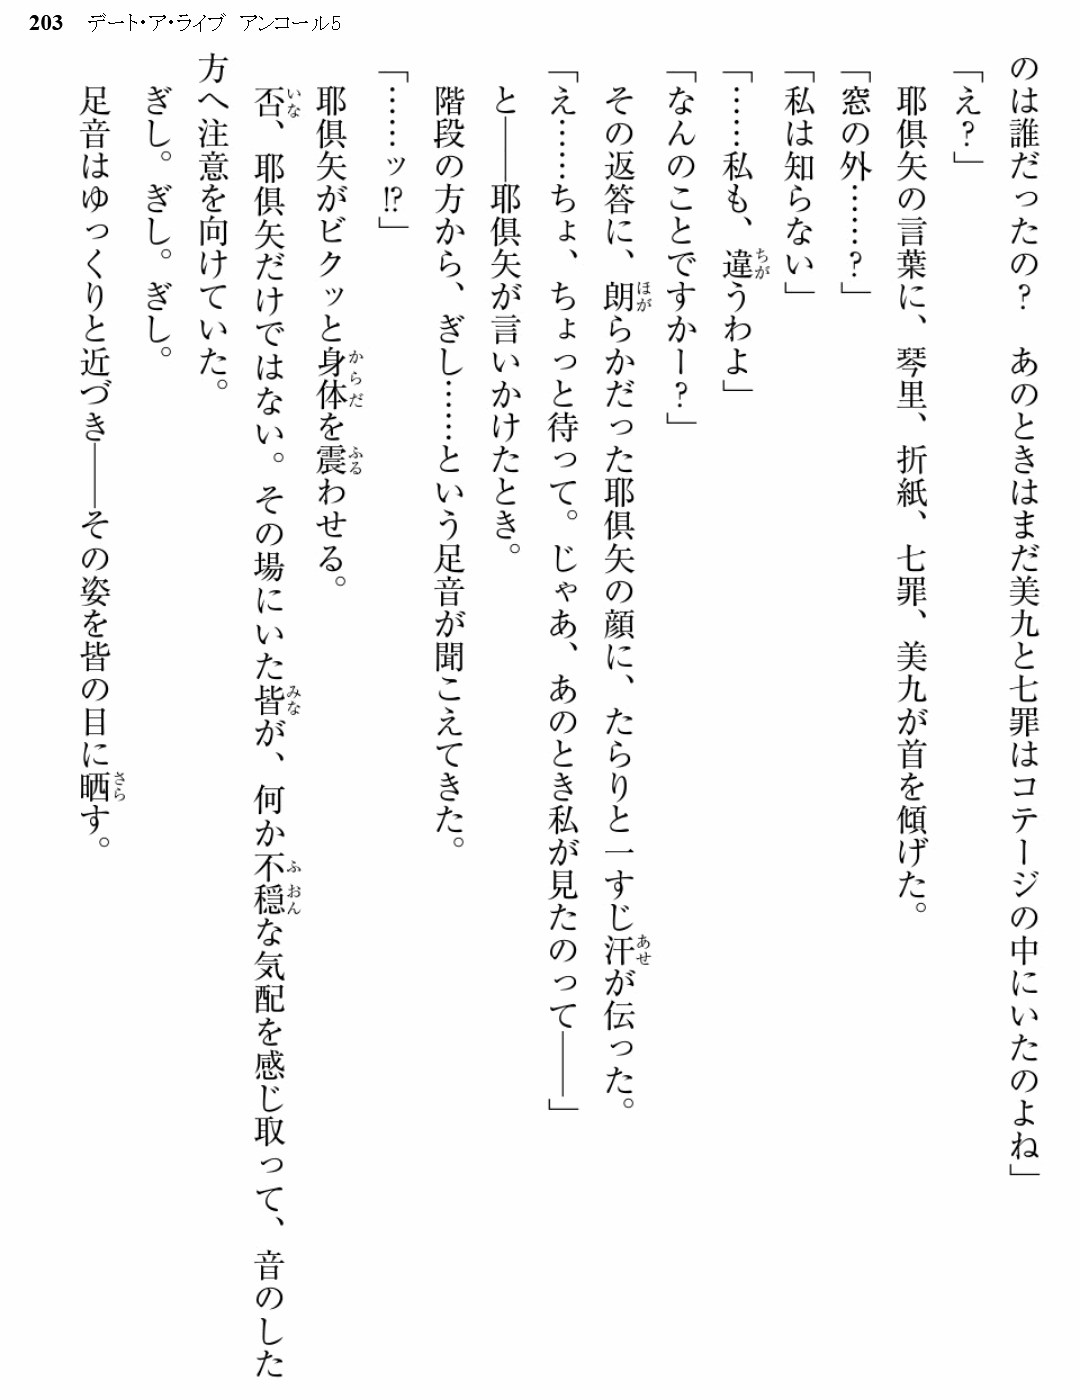 203 デート・ア・ライブ アンコール5
のは誰だったの？　あのときはまだ美九と七罪はコテージの中にいたのよね」
「え？」
耶倶矢の言葉に、琴里、折紙、七罪、美九が首を傾げた。
「窓の外……？」
「私は知らない」
「……私も、違うわよ」
「なんのことですかー？」
その返答に、朗らかだった耶倶矢の顔に、たらりと一すじ汗が伝った。
「え……ちょ、ちょっと待って。じゃあ、あのとき私が見たのって――」
と――耶倶矢が言いかけたとき。
階段の方から、ぎし……という足音が聞こえてきた。
「……ッ!?」
耶倶矢がビクッと身体を震わせる。
否、耶倶矢だけではない。その場にいた皆が、何か不穏な気配を感じ取って、音のした
方へ注意を向けていた。
ぎし。ぎし。ぎし。
足音はゆっくりと近づき――その姿を皆の目に晒す。